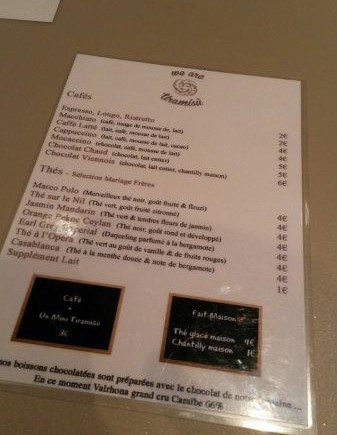 we are
tiramisu
Cafés
Espresso, Longo, Ristretto 2€
Macchiato (café, nuage de mousse de lait) 2€
Caffè Latté (lait, café, mousse de lait) 4€
Cappuccino (café, mousse de lait, cacao) 4€
Mocaccino (chocolat, café, mousse de lait) 5€
Chocolat Chaud (chocolat, lait entier) 5€
Chocolat Viennois (chocolat, lait entier, chantilly maison) 6€
Thés - Sélection Mariage Frères
Marco Polo (Merveilleux thé noir, goût fruité & fleuri) 4€
Thé sur le Nil (Thé vert, goût fruité citronné) 4€
Jasmin Mandarin (Thé vert & tendres fleurs de jasmin) 4€
Orange Pekoe Ceylan (Thé noir, goût rond et développé) 4€
Earl Grey Impérial (Darjeeling parfumé à la bergamote) 4€
Thé à l'Opéra (Thé vert au goût de vanille & de fruits rouges) 4€
Casablanca (Thé à la menthe douce & note de bergamote) 4€
Supplément Lait 1€
Café
+
Un Mini Tiramisu
3€
Fait Maison
Thé glacé maison 4€
Chantilly maison 1€
nos boissons chocolatées sont préparées avec le chocolat de notre ...
En ce moment Valrhona grand cru Caraïbe 66%